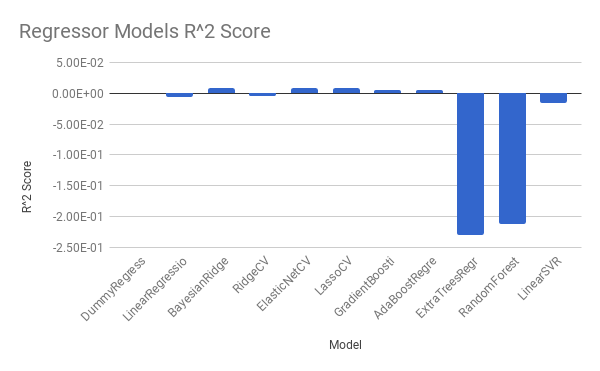 Regressor Models R^2 Score
5.00E-02
0.00E+00
-5.00E-02
-1.00E-01
-1.50E-01
-2.00E-01
-2.50E-01
R^2 Score
DummyRegress
LinearRegressio
BayesianRidge
RidgeCV
ElasticNetCV
LassoCV
GradientBoosti
AdaBoostRegre
ExtraTreesRegr
RandomForest
LinearSVR
Model